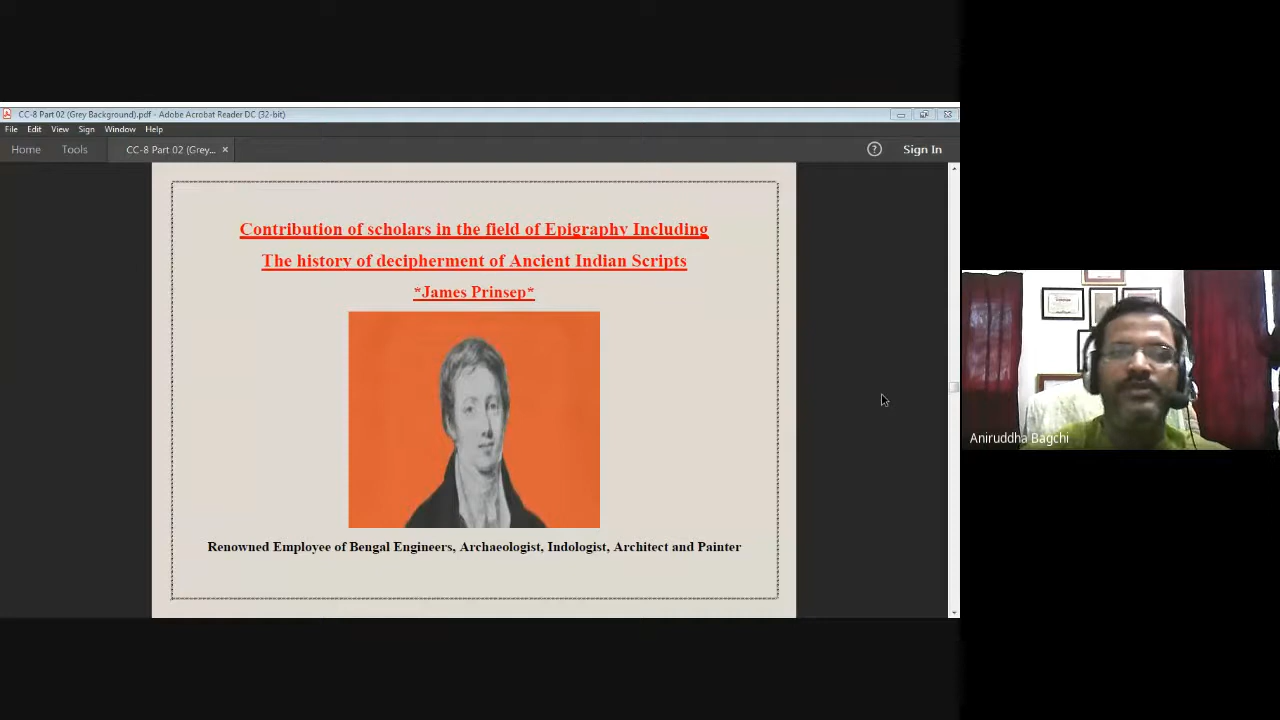 CC-8 Part 02 (Grey Background).pdf - Adobe Acrobat Reader DC (32-bit)
File Edit View Sign Window Help
Home Tools CC-8 Part 02 (Grey... × ? Sign In
Contribution of scholars in the field of Epigraphy Including
The history of decipherment of Ancient Indian Scripts
*James Prinsep*
Renowned Employee of Bengal Engineers, Archaeologist, Indologist, Architect and Painter
Aniruddha Bagchi